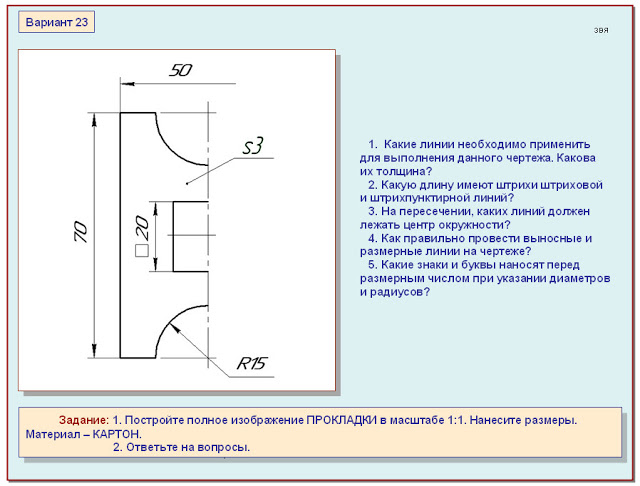 Вариант 23
звя
50
s3
70
□20
R15
1. Какие линии необходимо применить
для выполнения данного чертежа. Какова
их толщина?
2. Какую длину имеют штрихи штриховой
и штрихпунктирной линий?
3. На пересечении, каких линий должен
лежать центр окружности?
4. Как правильно провести выносные и
размерные линии на чертеже?
5. Какие знаки и буквы наносят перед
размерным числом при указании диаметров
и радиусов?
Задание: 1. Постройте полное изображение ПРОКЛАДКИ в масштабе 1:1. Нанесите размеры.
Материал – КАРТОН.
2. Ответьте на вопросы.